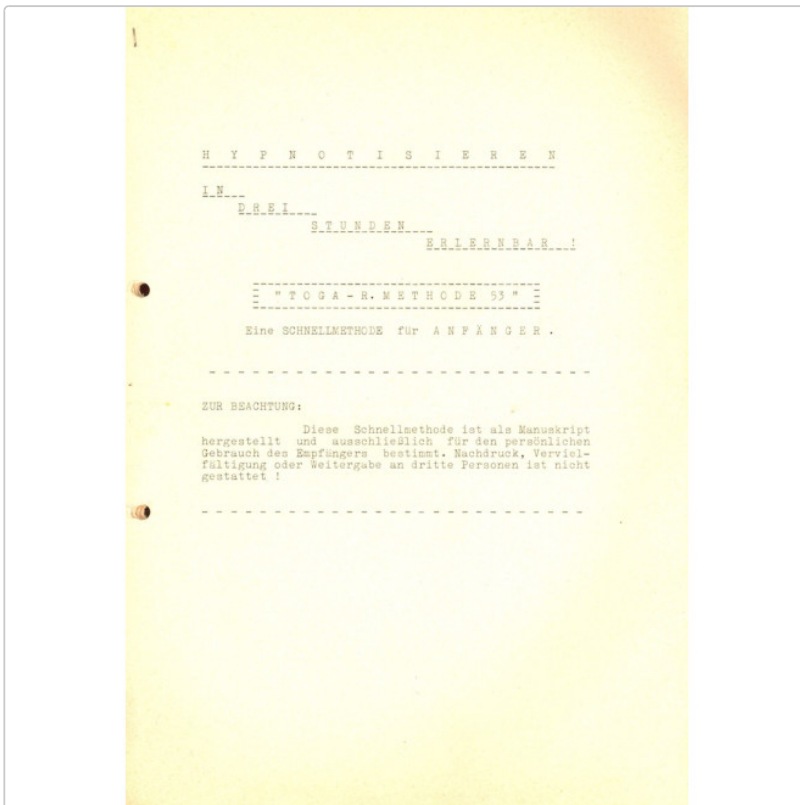 H Y P N O T I S I E R E N
I N
D R E I
S T U N D E N
E R L E R N B A R !
" T O G A - R. M E T H O D E 53 "
Eine SCHNELLMETHODE für A N F Ä N G E R .
ZUR BEACHTUNG:
Diese Schnellmethode ist als Manuskript
hergestellt und ausschließlich für den persönlichen
Gebrauch des Empfängers bestimmt. Nachdruck, Verviel-
fältigung oder Weitergabe an dritte Personen ist nicht
gestattet !